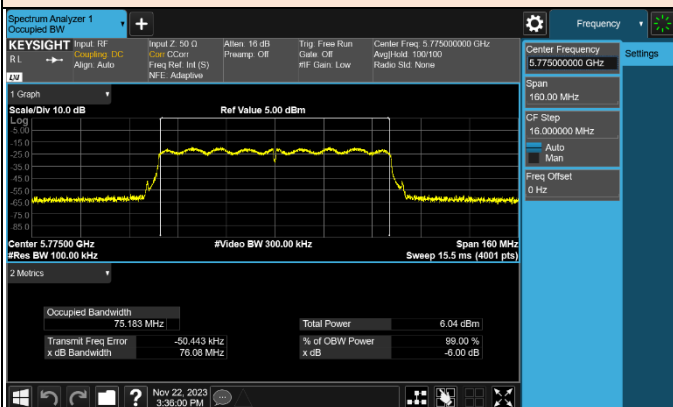 Spectrum Analyzer 1
Occupied BW
Frequency
KEYSIGHT
Input: RF
Input Z: 50 Ω
Atten: 16 dB
Trig: Free Run
Center Freq: 5.775000000 GHz
R L
Coupling: DC
Corr CCorr
Preamp: Off
Gate: Off
Avg|Hold: 100/100
Align: Auto
Freq Ref: Int (S)
#IF Gain: Low
Radio Std: None
NFE: Adaptive
LXI
1 Graph
Scale/Div 10.0 dB
Ref Value 5.00 dBm
Log
-5.00
-15.0
-25.0
-35.0
-45.0
-55.0
-65.0
-75.0
-85.0
Center 5.77500 GHz
#Video BW 300.00 kHz
Span 160 MHz
#Res BW 100.00 kHz
Sweep 15.5 ms (4001 pts)
2 Metrics
Occupied Bandwidth
75.183 MHz
Total Power
6.04 dBm
Transmit Freq Error
-50.443 kHz
% of OBW Power
99.00 %
x dB Bandwidth
76.08 MHz
x dB
-6.00 dB
Nov 22, 2023
3:36:00 PM
Center Frequency
5.775000000 GHz
Settings
Span
160.00 MHz
CF Step
16.000000 MHz
Auto
Man
Freq Offset
0 Hz